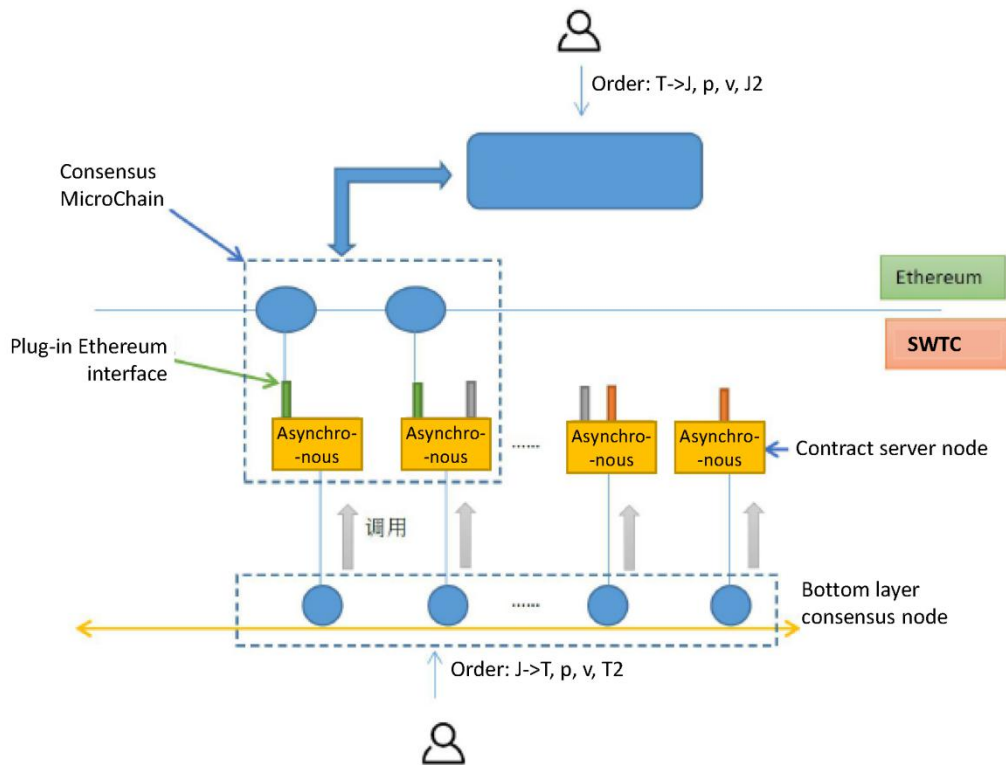 Order: T->J, p, v, J2
Consensus
MicroChain
Ethereum
SWTC
Plug-in Ethereum
interface
Asynchro-
-nous
Asynchro-
-nous
......
Asynchro-
-nous
Asynchro-
-nous
Contract server node
调用
......
Bottom layer
consensus node
Order: J->T, p, v, T2